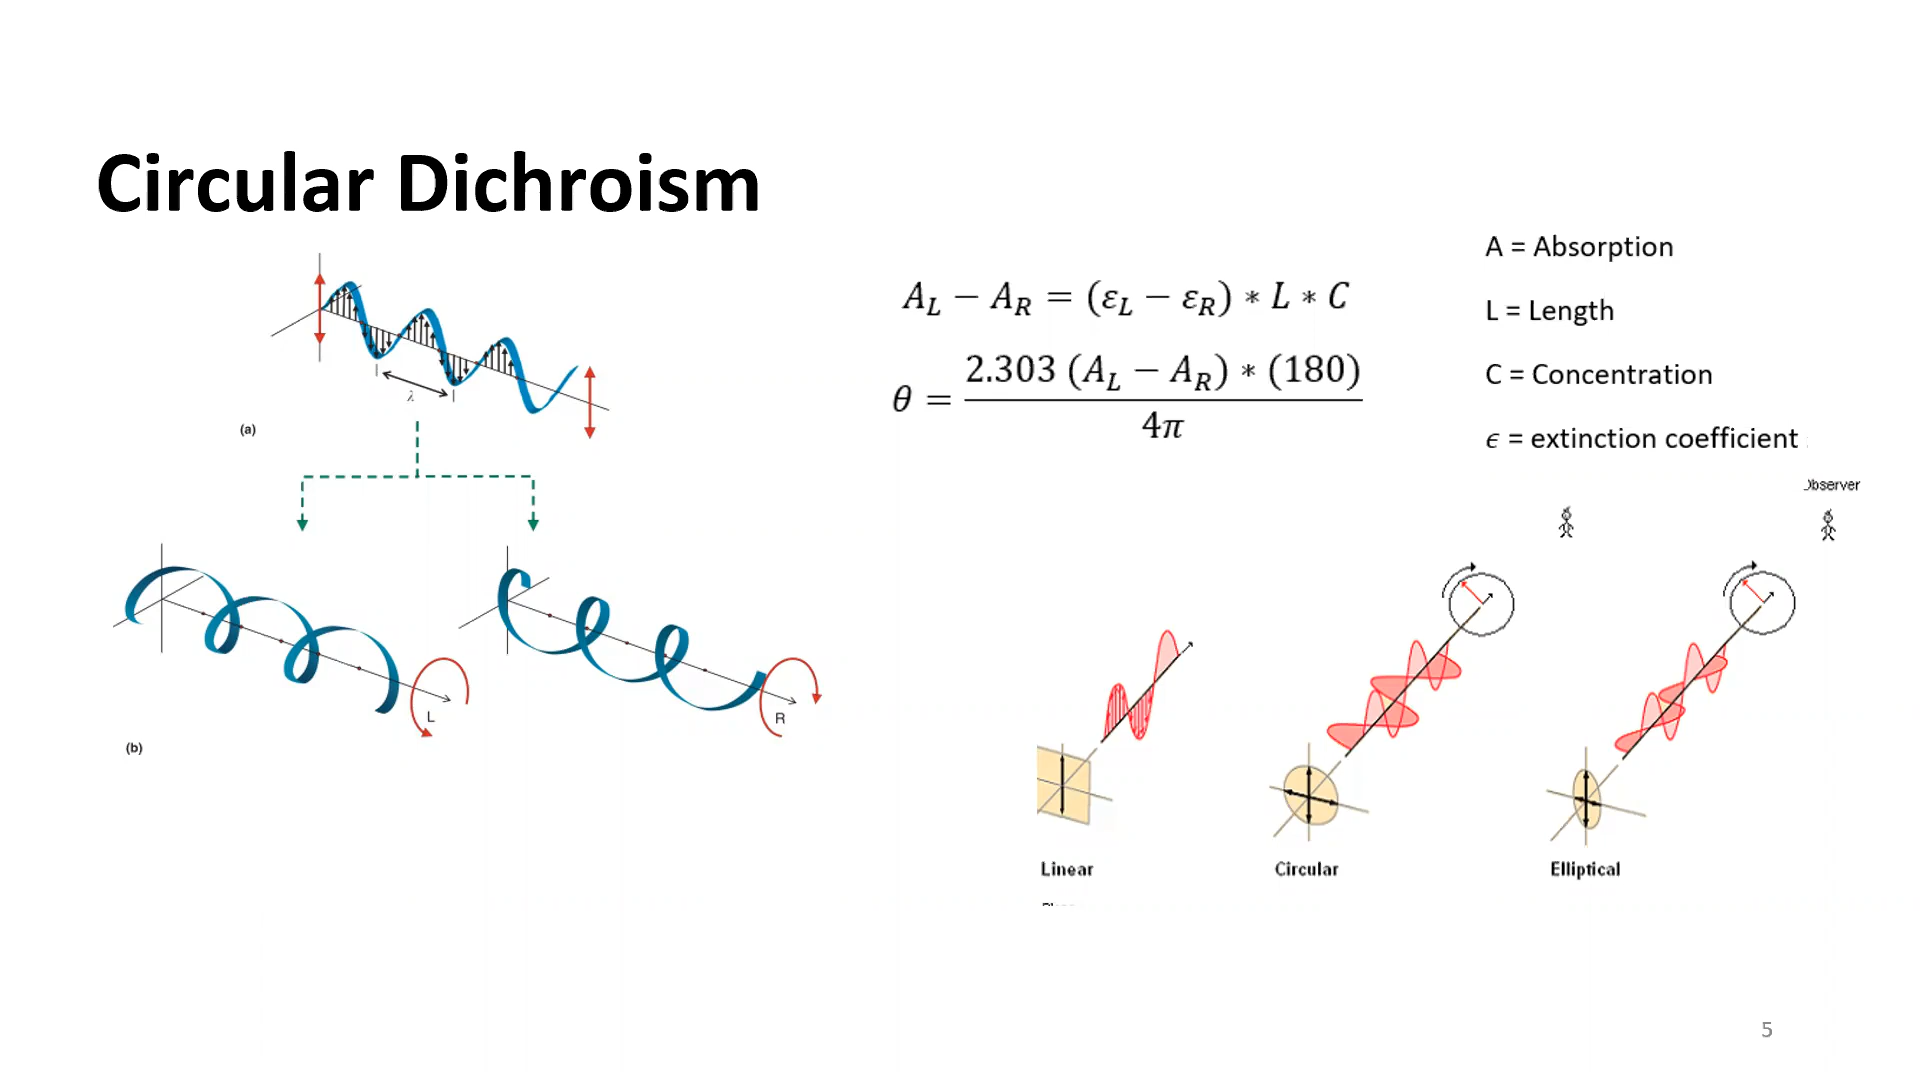 Circular Dichroism
A = Absorption
L = Length
C = Concentration
ϵ = extinction coefficient
A_L − A_R = (ε_L − ε_R) * L * C
θ = 2.303 (A_L − A_R) * (180) / 4π
λ
(a)
L
R
(b)
Linear
Circular
Elliptical
5